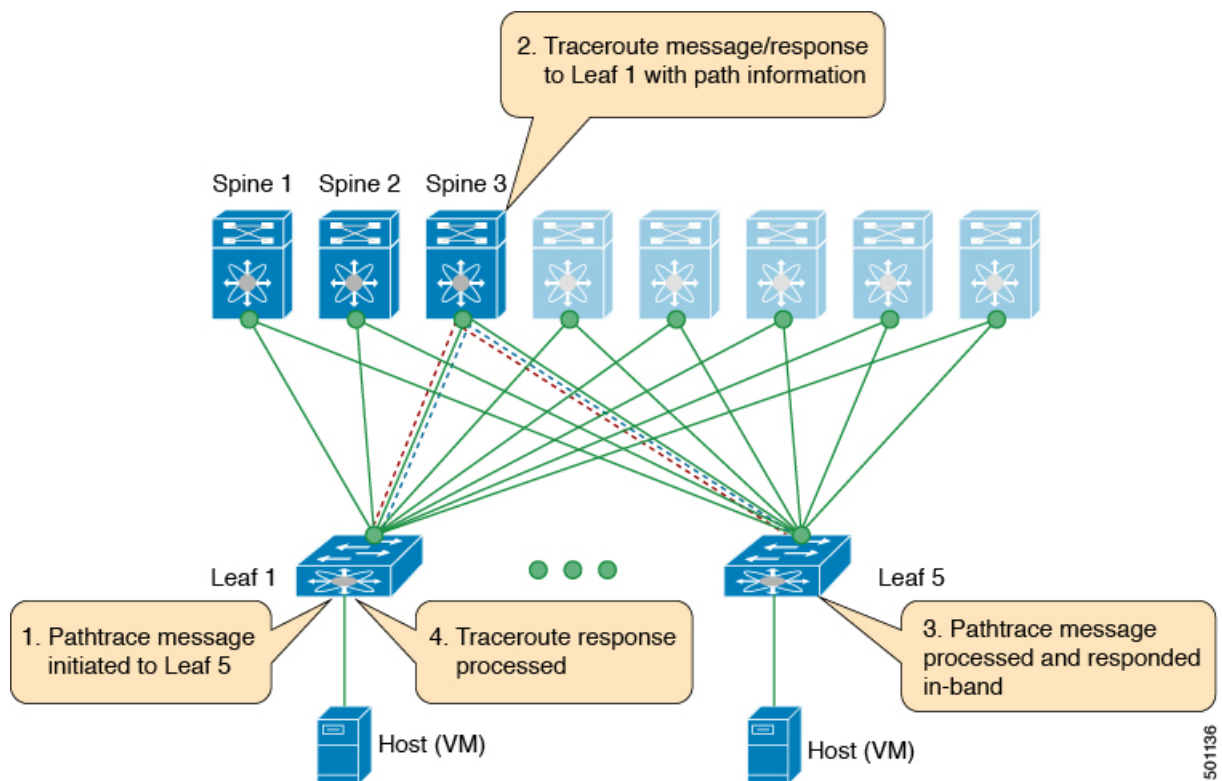 2. Traceroute message/response
to Leaf 1 with path information
Spine 1
Spine 2
Spine 3
Leaf 1
Leaf 5
1. Pathtrace message
initiated to Leaf 5
4. Traceroute response
processed
3. Pathtrace message
processed and responded
in-band
Host (VM)
Host (VM)
501136